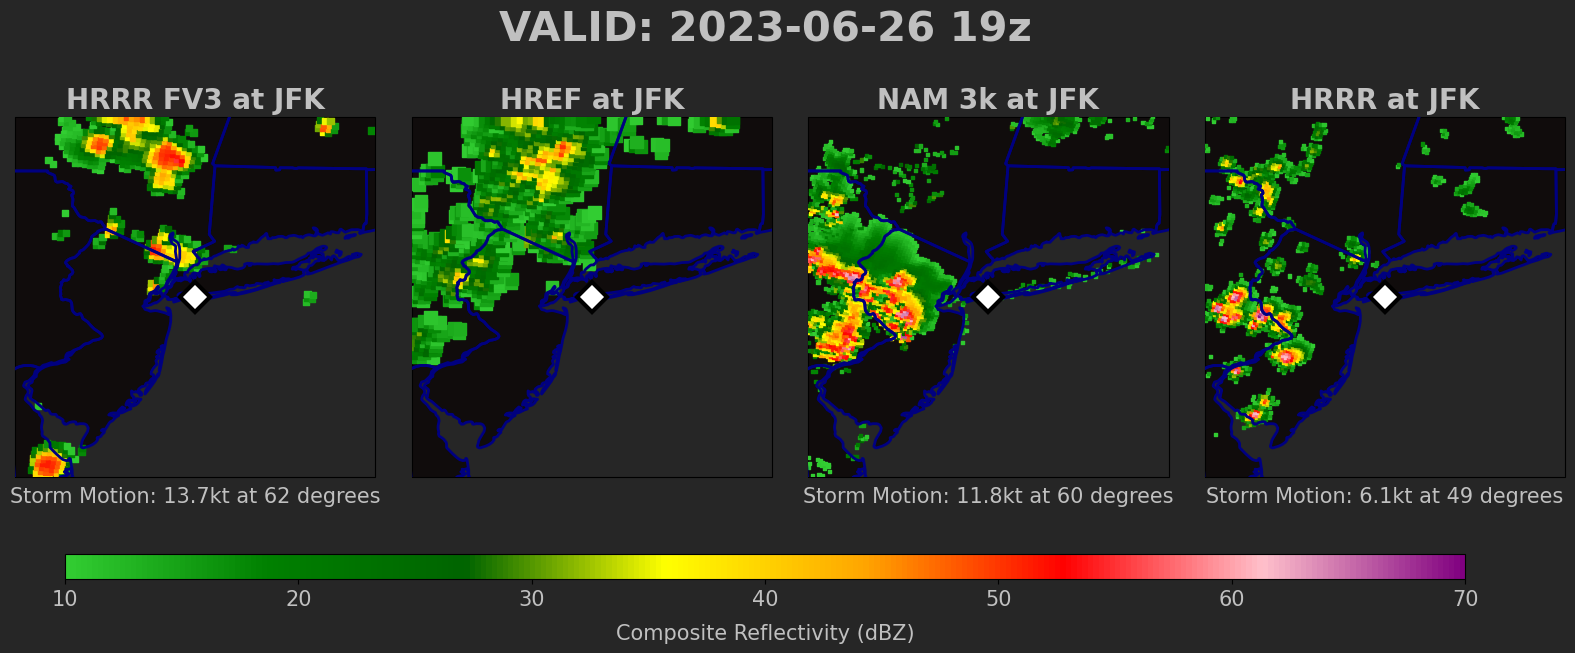 VALID: 2023-06-26 19z
HRRR FV3 at JFK
HREF at JFK
NAM 3k at JFK
HRRR at JFK
Storm Motion: 13.7kt at 62 degrees
Storm Motion: 11.8kt at 60 degrees
Storm Motion: 6.1kt at 49 degrees
10 20 30 40 50 60 70
Composite Reflectivity (dBZ)